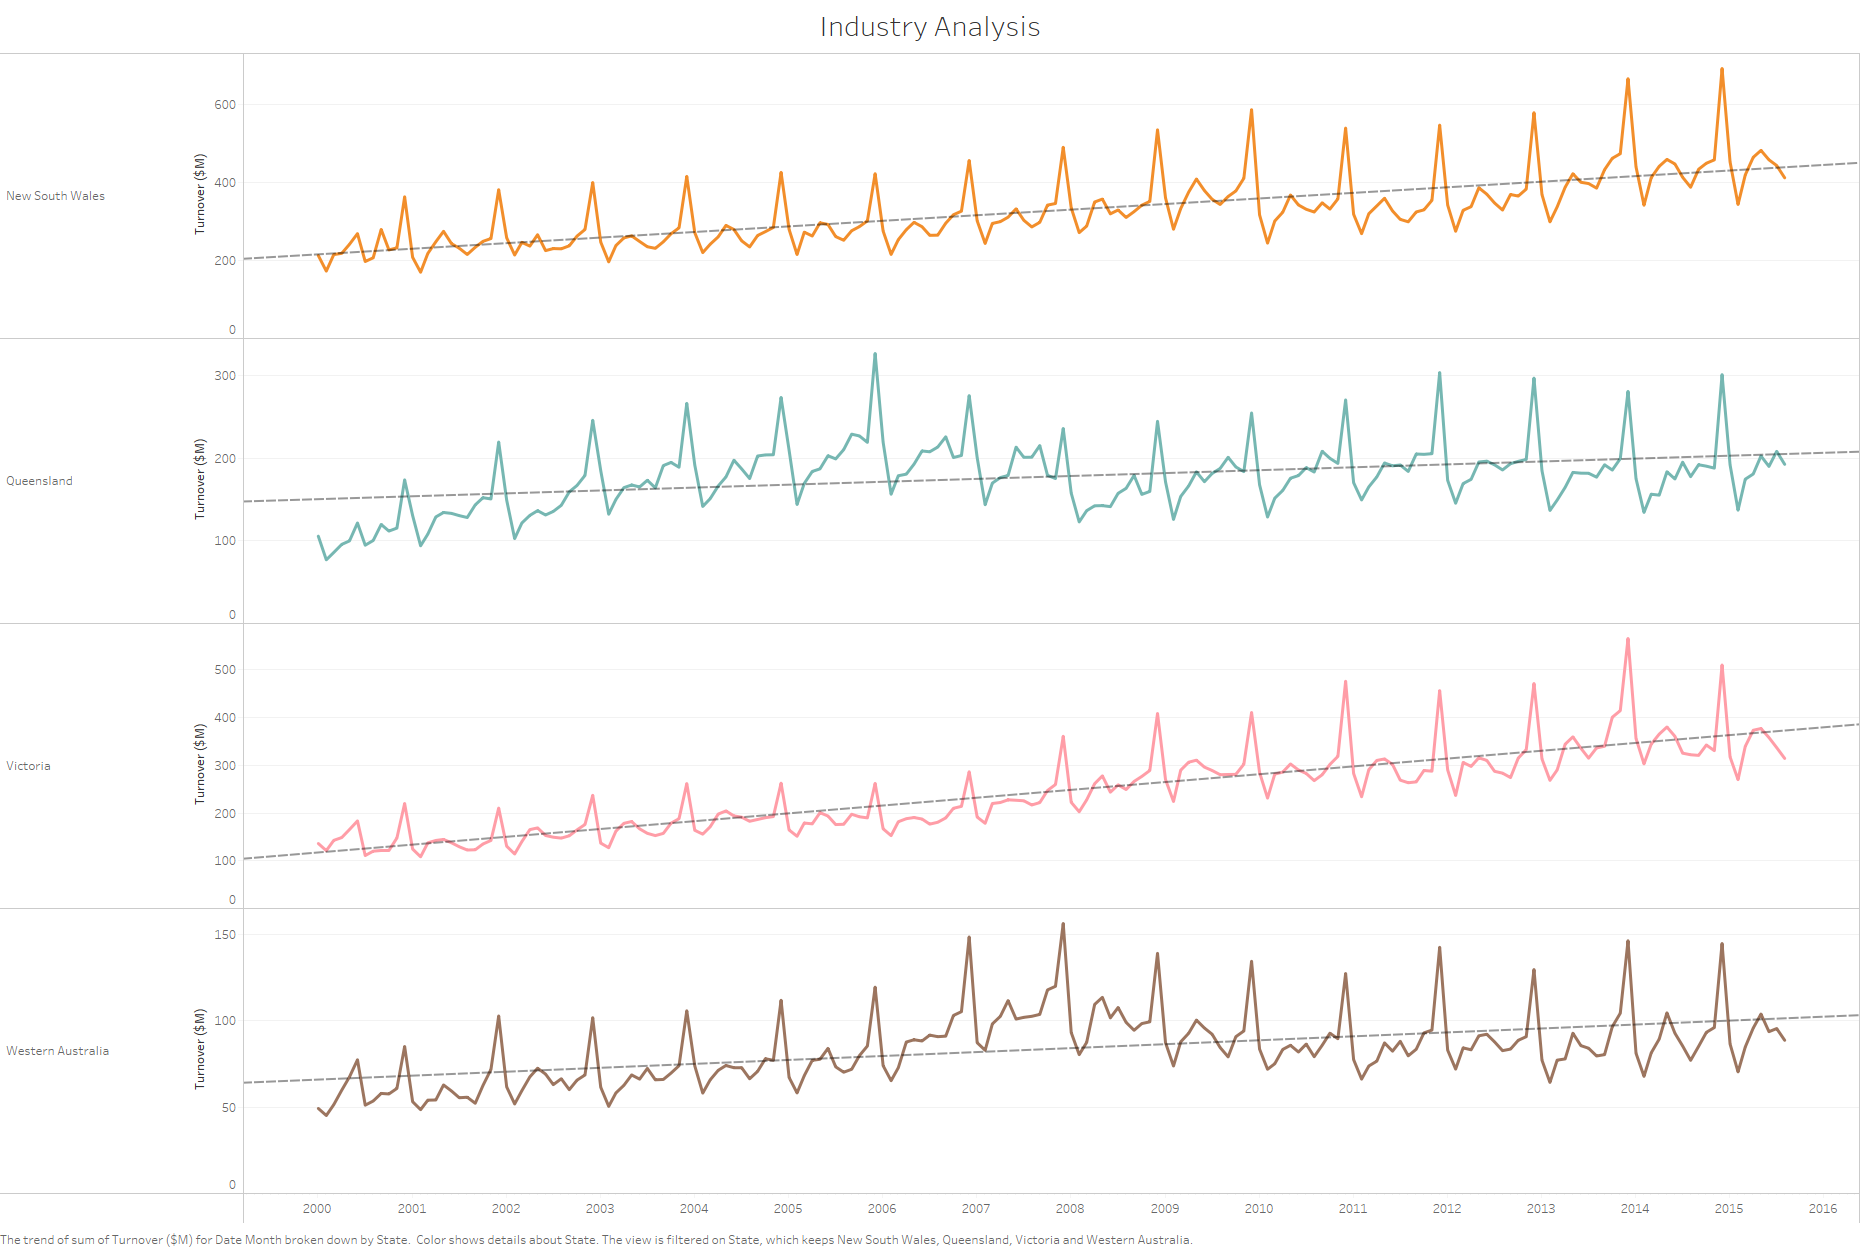 Industry Analysis
New South Wales
Turnover ($M)
600
400
200
0
Queensland
Turnover ($M)
300
200
100
0
Victoria
Turnover ($M)
500
400
300
200
100
0
Western Australia
Turnover ($M)
150
100
50
0
2000 2001 2002 2003 2004 2005 2006 2007 2008 2009 2010 2011 2012 2013 2014 2015 2016
The trend of sum of Turnover ($M) for Date Month broken down by State.  Color shows details about State. The view is filtered on State, which keeps New South Wales, Queensland, Victoria and Western Australia.